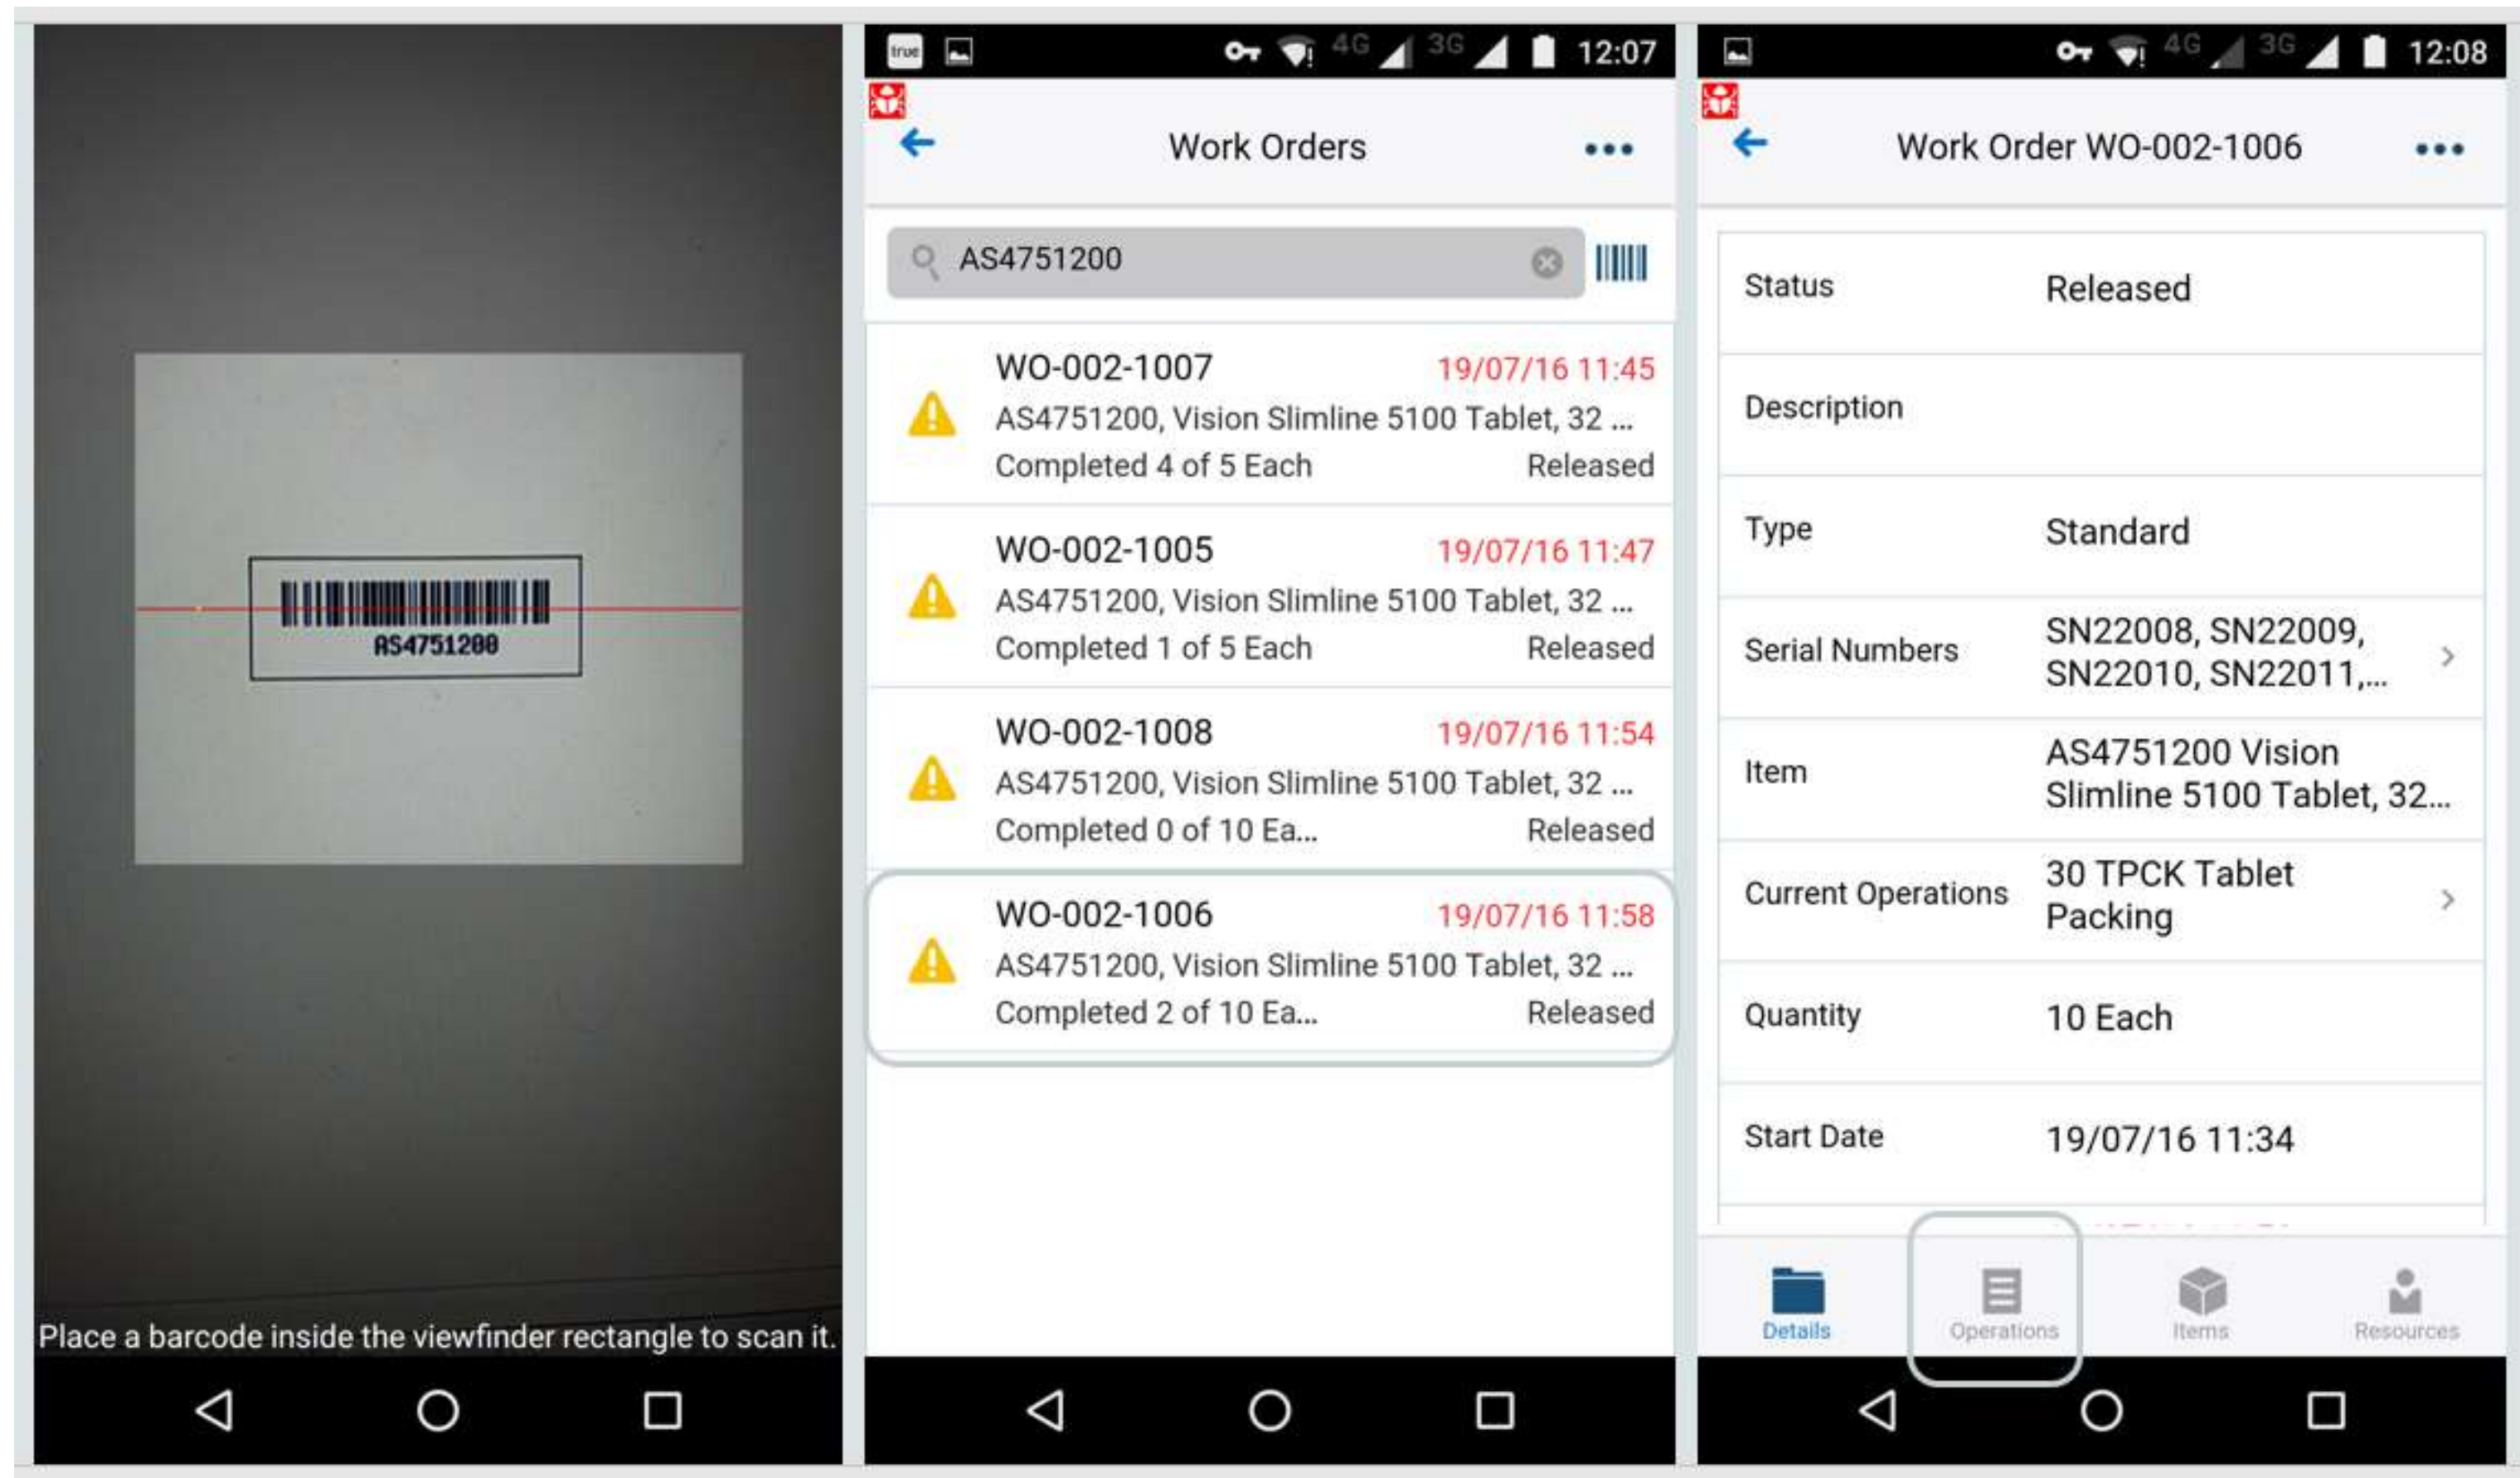 AS4751200
Place a barcode inside the viewfinder rectangle to scan it.
true
4G 3G 12:07
Work Orders
AS4751200
WO-002-1007 19/07/16 11:45
AS4751200, Vision Slimline 5100 Tablet, 32 ...
Completed 4 of 5 Each Released
WO-002-1005 19/07/16 11:47
AS4751200, Vision Slimline 5100 Tablet, 32 ...
Completed 1 of 5 Each Released
WO-002-1008 19/07/16 11:54
AS4751200, Vision Slimline 5100 Tablet, 32 ...
Completed 0 of 10 Ea... Released
WO-002-1006 19/07/16 11:58
AS4751200, Vision Slimline 5100 Tablet, 32 ...
Completed 2 of 10 Ea... Released
4G 3G 12:08
Work Order WO-002-1006
Status Released
Description
Type Standard
Serial Numbers SN22008, SN22009,
SN22010, SN22011,...
Item AS4751200 Vision
Slimline 5100 Tablet, 32...
Current Operations 30 TPCK Tablet
Packing
Quantity 10 Each
Start Date 19/07/16 11:34
Details Operations Items Resources